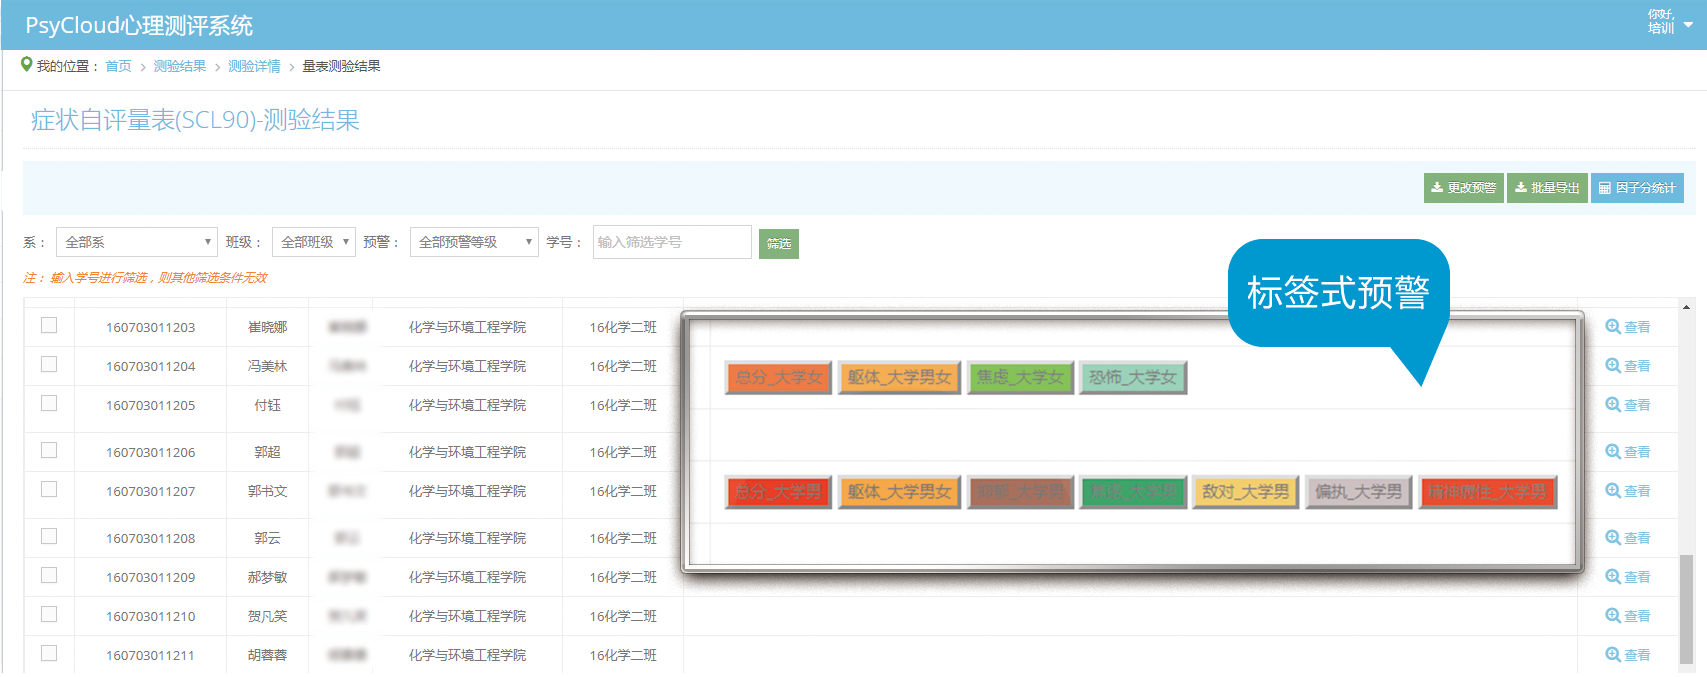 PsyCloud心理测评系统
你好,
培训
我的位置： 首页 > 测验结果 > 测验详情 > 量表测验结果
症状自评量表(SCL90)-测验结果
更改预警 批量导出 因子分统计
系： 全部系 班级： 全部班级 预警： 全部预警等级 学号： 输入筛选学号 筛选
注： 输入学号进行筛选，则其他筛选条件无效
标签式预警
160703011203 崔晓娜 化学与环境工程学院 16化学二班 查看
160703011204 冯美林 化学与环境工程学院 16化学二班 查看
总分_大学女 躯体_大学男女 焦虑_大学女 恐怖_大学女
160703011205 付钰 化学与环境工程学院 16化学二班 查看
160703011206 郭超 化学与环境工程学院 16化学二班 查看
160703011207 郭书文 化学与环境工程学院 16化学二班 查看
总分_大学男 躯体_大学男女 抑郁_大学男 焦虑_大学男 敌对_大学男 偏执_大学男 精神病性_大学男
160703011208 郭云 化学与环境工程学院 16化学二班 查看
160703011209 郝梦敏 化学与环境工程学院 16化学二班 查看
160703011210 贺凡笑 化学与环境工程学院 16化学二班 查看
160703011211 胡蓉蓉 化学与环境工程学院 16化学二班 查看